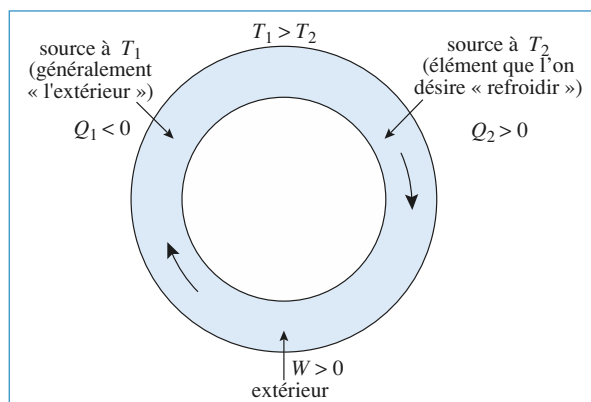 T₁ > T₂
source à T₁
(généralement
« l'extérieur »)
Q₁ < 0
source à T₂
(élément que l'on
désire « refroidir »)
Q₂ > 0
W > 0
extérieur